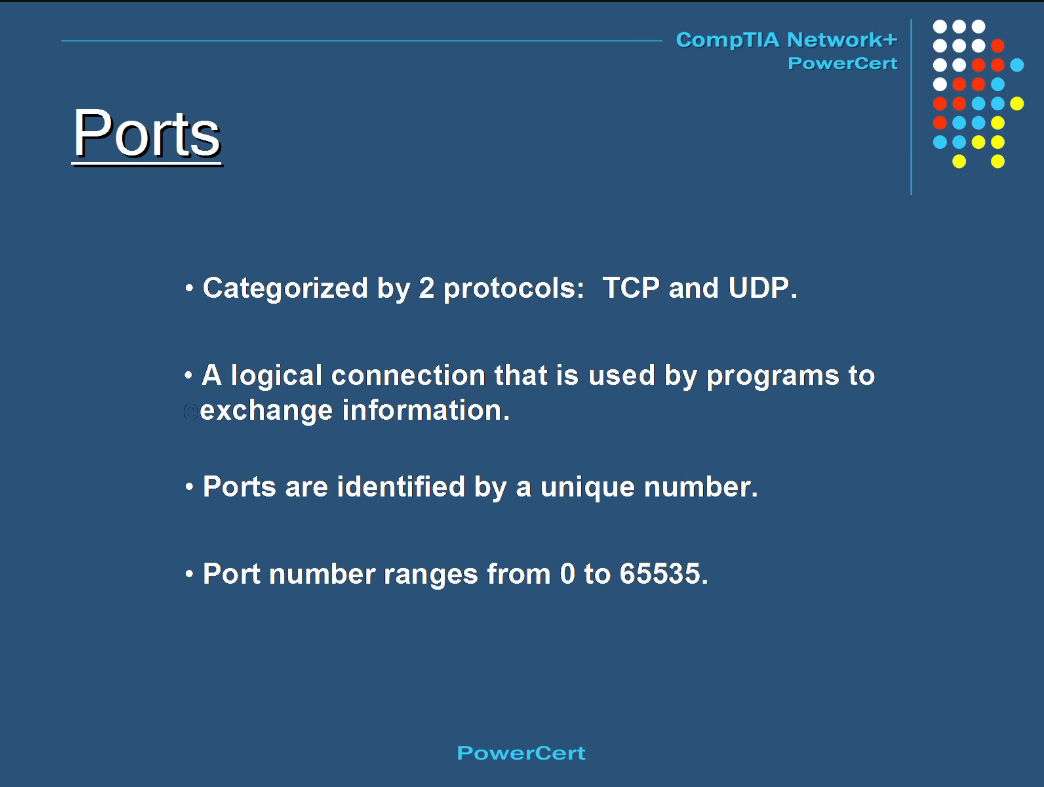 CompTIA Network+
PowerCert
Ports
• Categorized by 2 protocols:  TCP and UDP.
• A logical connection that is used by programs to
exchange information.
• Ports are identified by a unique number.
• Port number ranges from 0 to 65535.
PowerCert